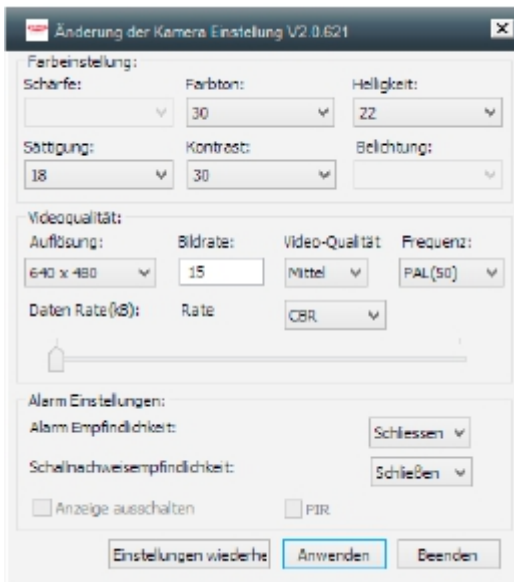 Änderung der Kamera Einstellung V2.0.621
Farbeinstellung:
Schärfe: Farbton: Helligkeit:
30 22
Sättigung: Kontrast: Belichtung:
18 30
Videoqualität:
Auflösung: Bildrate: Video-Qualität Frequenz:
640 x 480 15 Mittel PAL(50)
Daten Rate(kB): Rate CBR
Alarm Einstellungen:
Alarm Empfindlichkeit: Schliessen
Schallnachweisempfindlichkeit: Schließen
Anzeige ausschalten PIR
Einstellungen wiederhe Anwenden Beenden